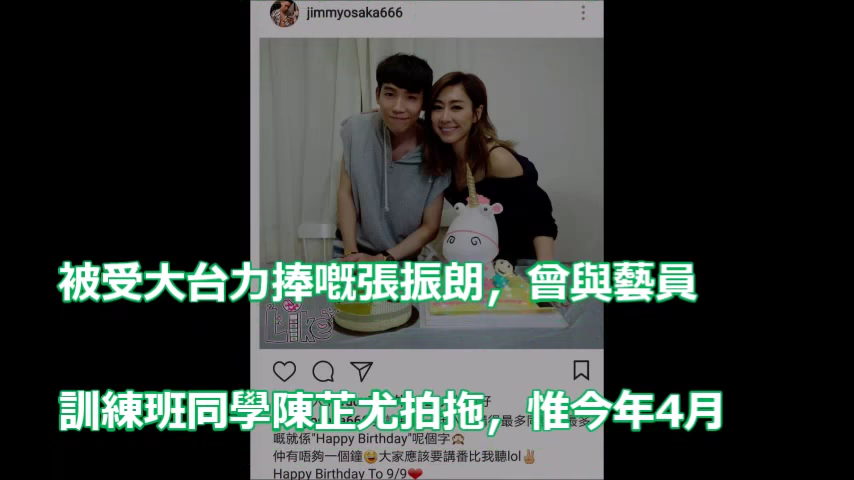 jimmyosaka666
被受大台力捧嘅張振朗，曾與藝員
Like
訓練班同學陳芷尤拍拖，惟今年4月
嘅就係"Happy Birthday"呢個字
仲有唔夠一個鐘大家應該要講番比我聽lol
Happy Birthday To 9/9